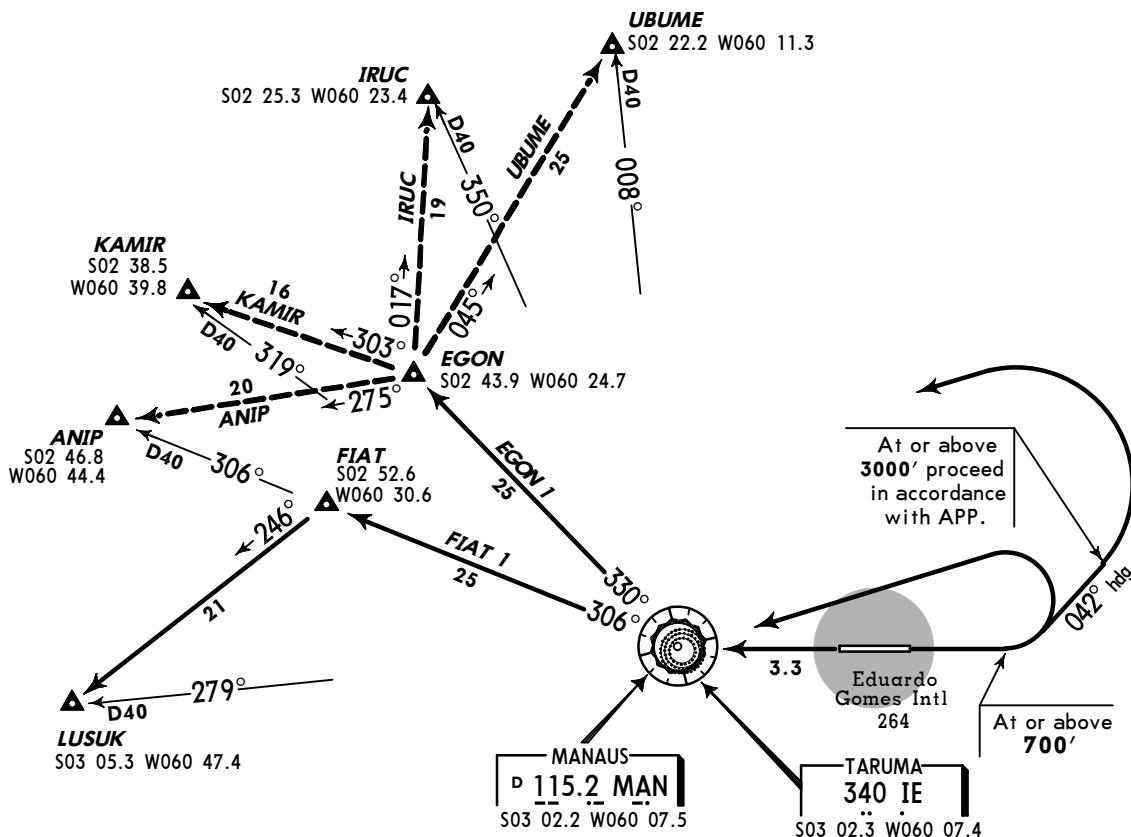 UBUME
S02 22.2 W060 11.3
IRUC
S02 25.3 W060 23.4
D40
D40
UBUME
25
008°
350°
IRUC
19
KAMIR
S02 38.5
W060 39.8
16
KAMIR
017°
045°
303°
D40
319°
EGON
S02 43.9 W060 24.7
20
275°
ANIP
ANIP
S02 46.8
W060 44.4
D40
306°
FIAT
S02 52.6
W060 30.6
EGON 1
25
At or above
3000' proceed
in accordance
with APP.
246°
FIAT 1
25
330°
306°
042° hdg
21
3.3
Eduardo
Gomes Intl
264
279°
D40
LUSUK
S03 05.3 W060 47.4
At or above
700'
MANAUS
D 115.2 MAN
S03 02.2 W060 07.5
TARUMA
340 IE
S03 02.3 W060 07.4